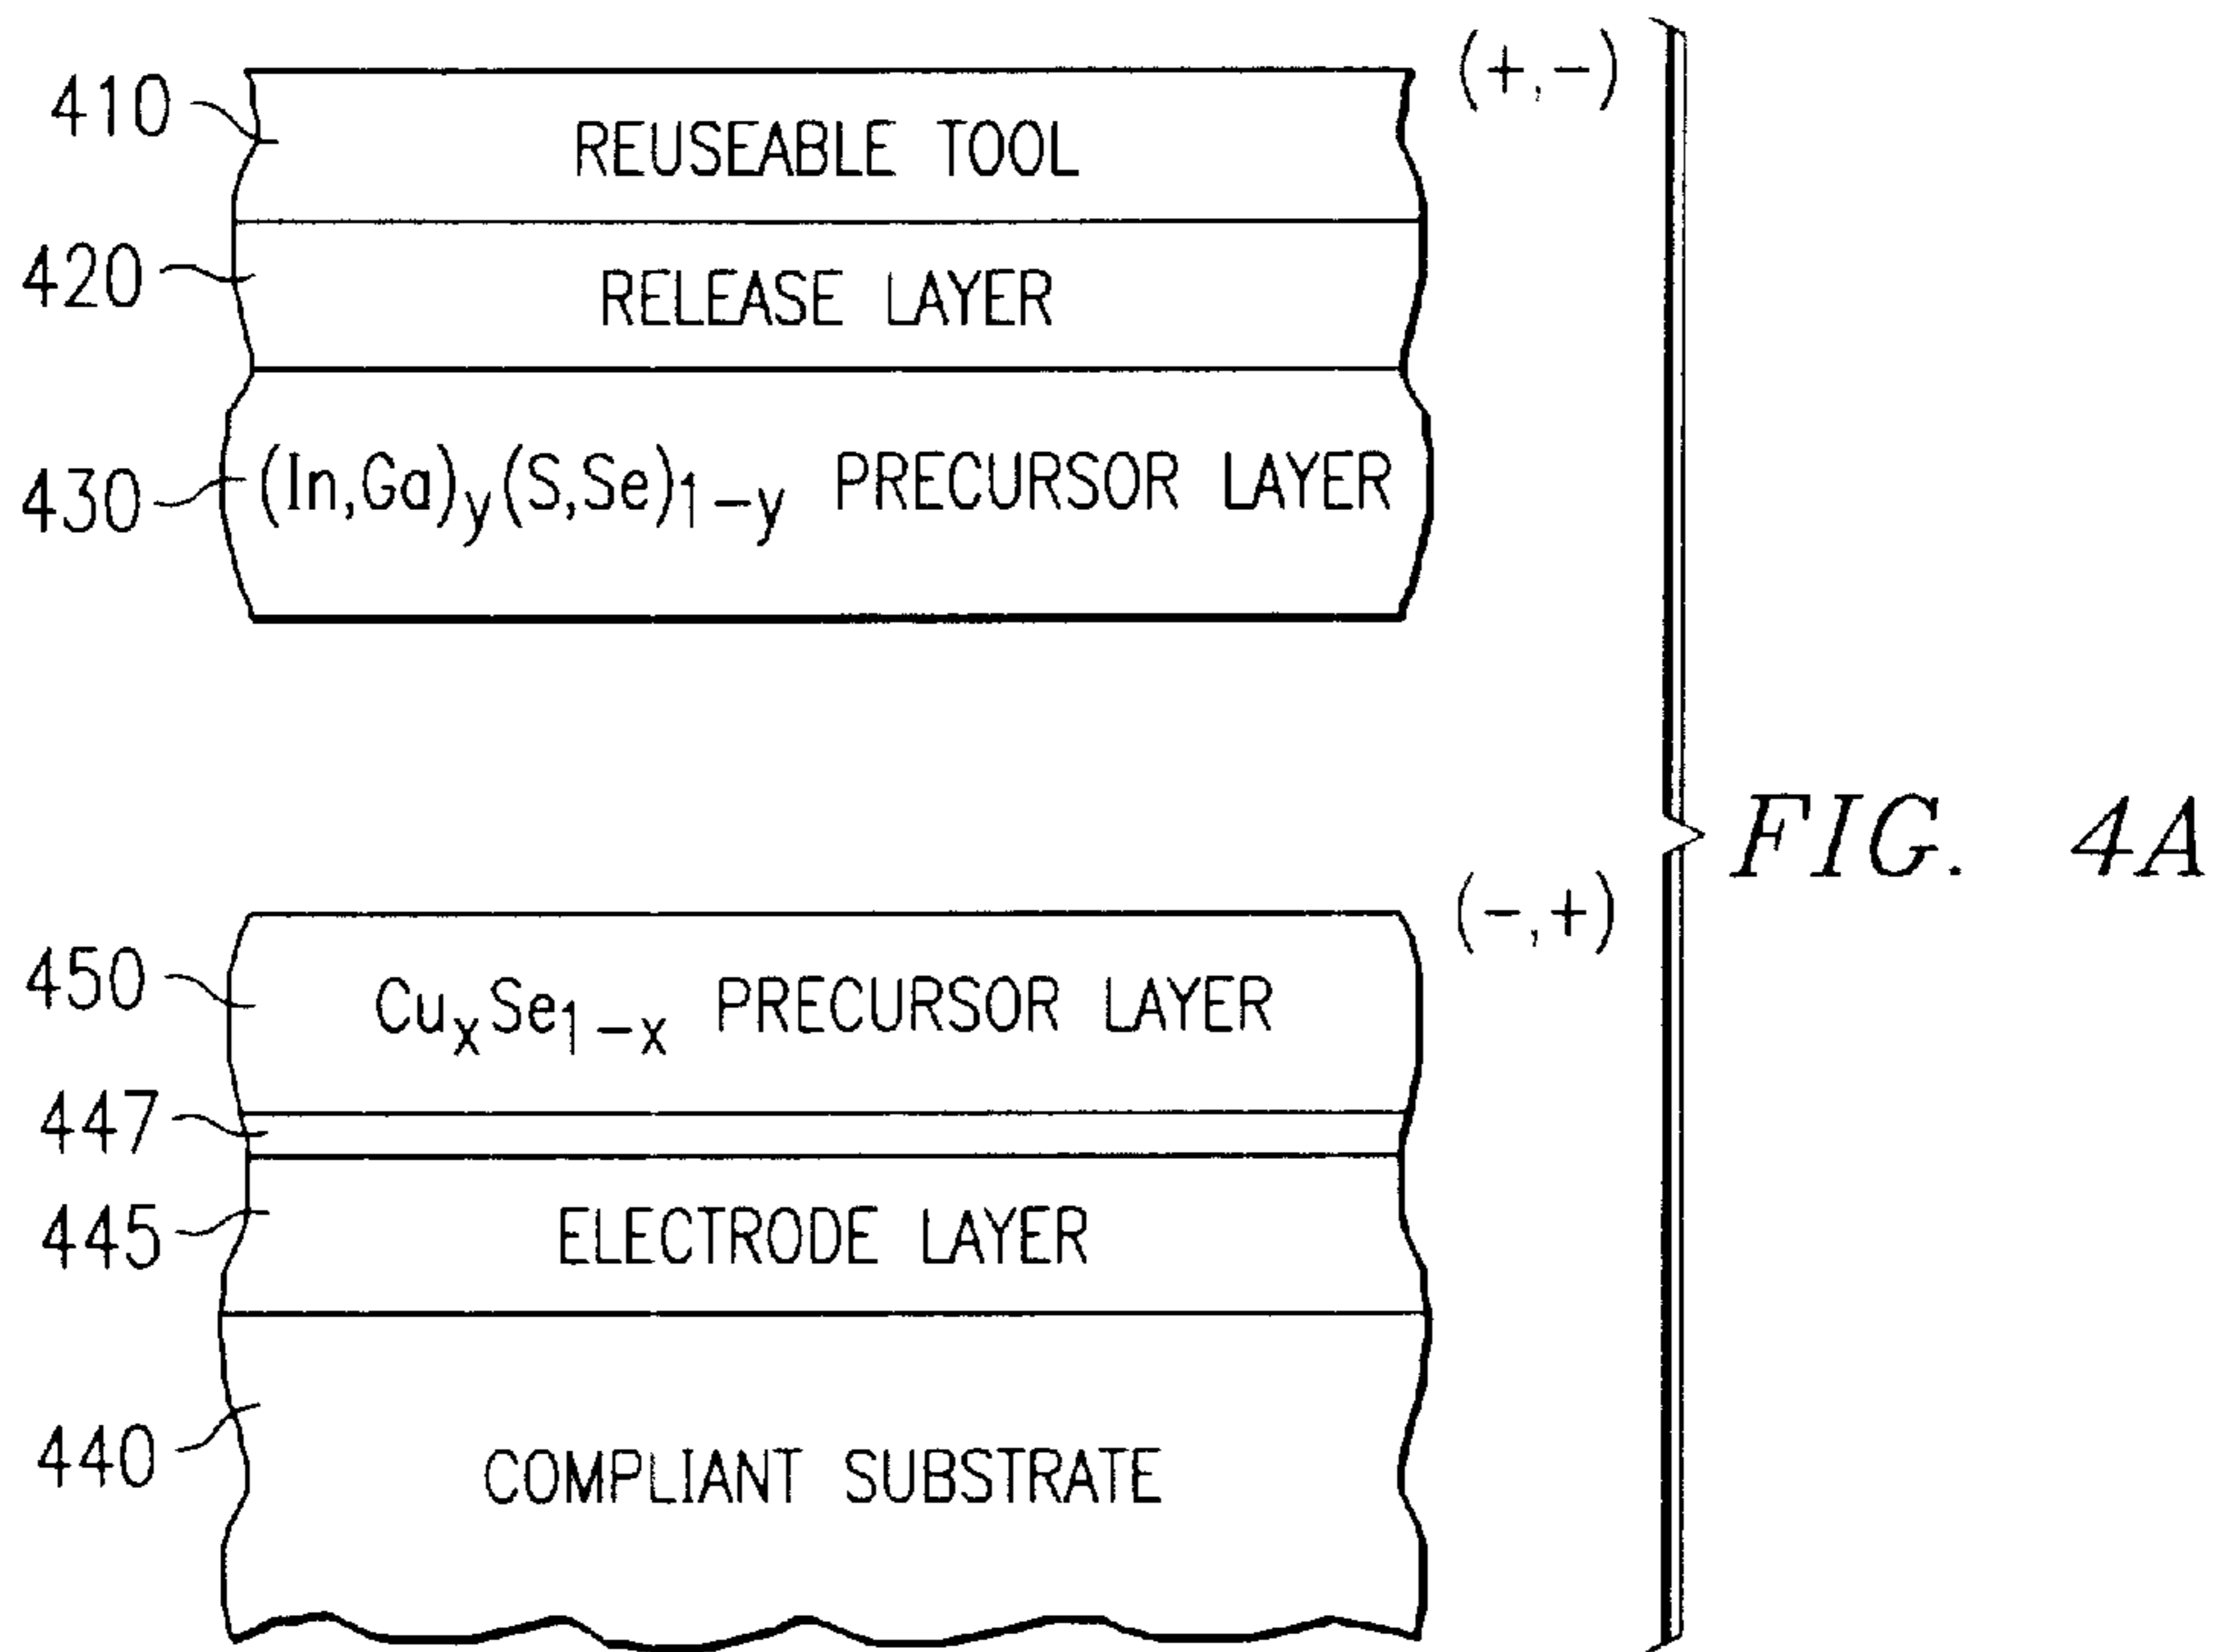 (+,-)
410 REUSEABLE TOOL
420 RELEASE LAYER
430 (In,Ga)y(S,Se)1-y PRECURSOR LAYER
FIG. 4A
(-,+)
450 CuxSe1-x PRECURSOR LAYER
447
445 ELECTRODE LAYER
440 COMPLIANT SUBSTRATE